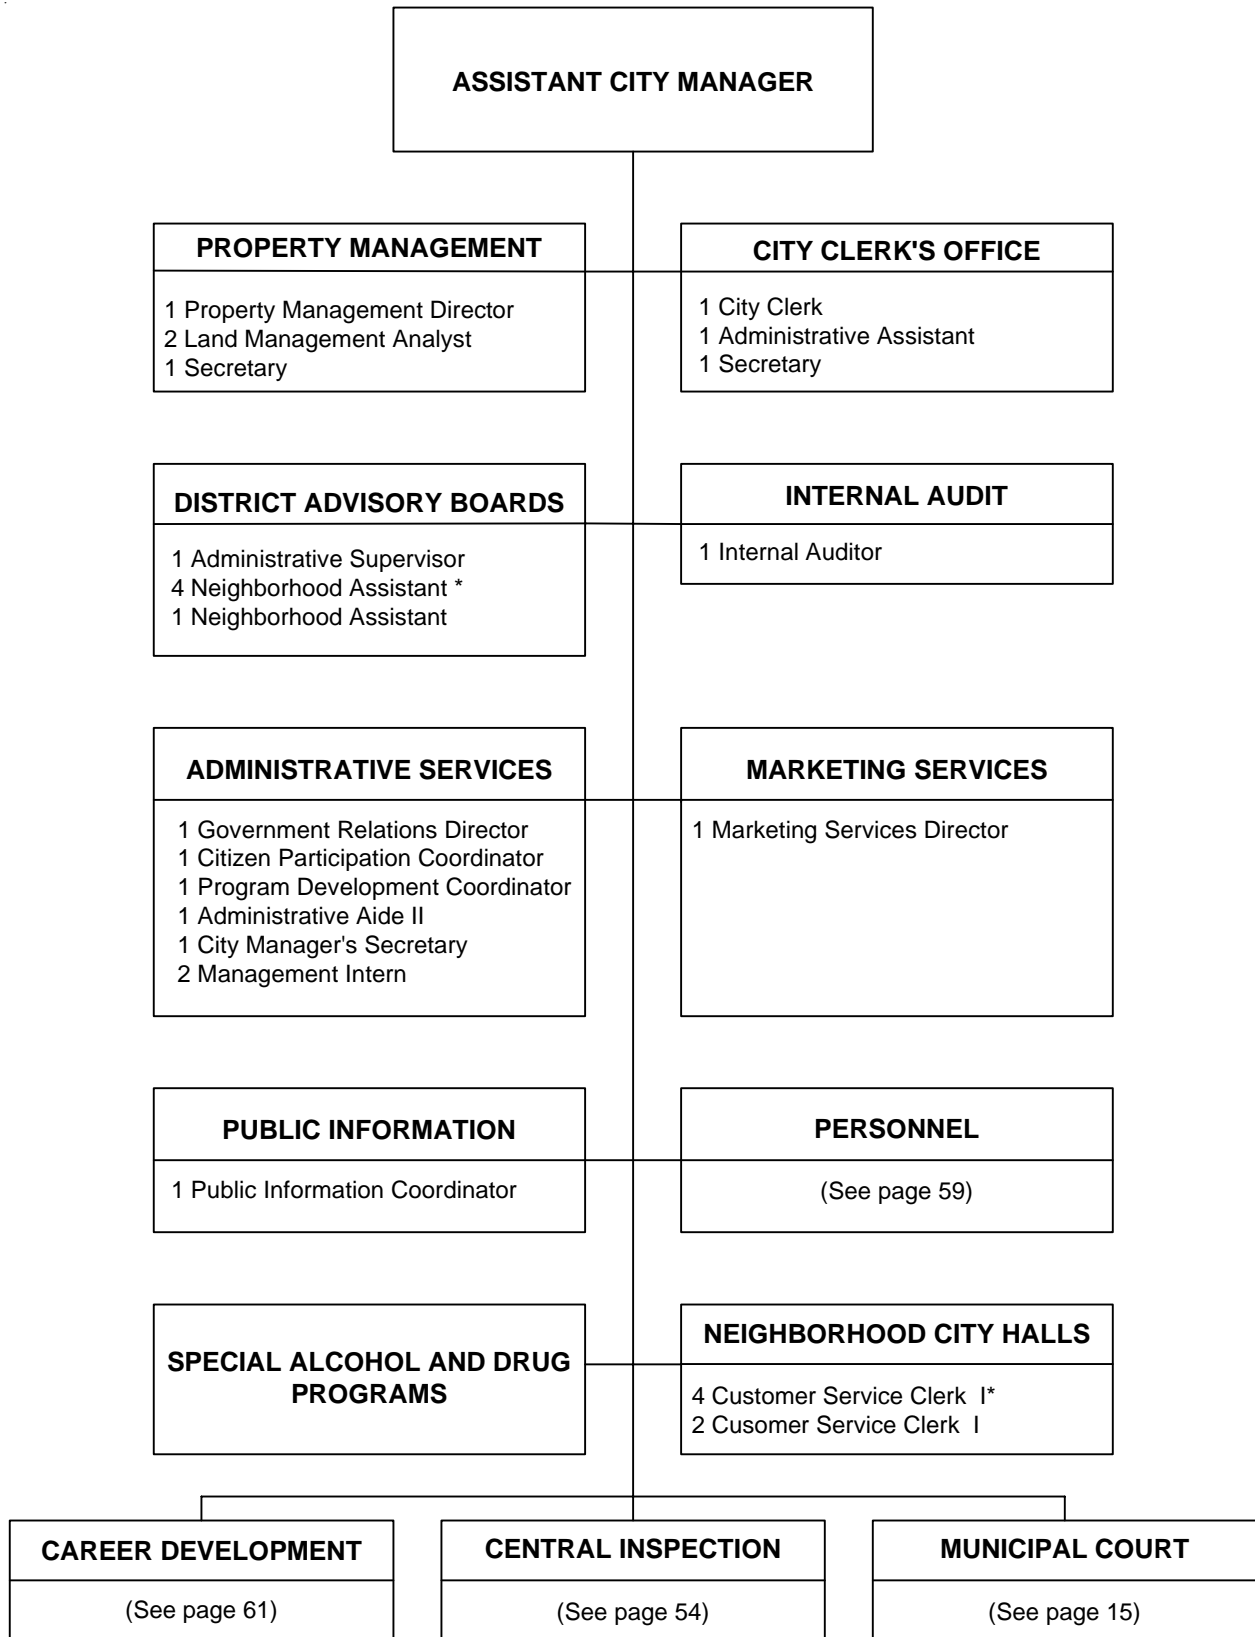 ASSISTANT CITY MANAGER
PROPERTY MANAGEMENT
1 Property Management Director
2 Land Management Analyst
1 Secretary
CITY CLERK'S OFFICE
1 City Clerk
1 Administrative Assistant
1 Secretary
DISTRICT ADVISORY BOARDS
1 Administrative Supervisor
4 Neighborhood Assistant *
1 Neighborhood Assistant
INTERNAL AUDIT
1 Internal Auditor
ADMINISTRATIVE SERVICES
1 Government Relations Director
1 Citizen Participation Coordinator
1 Program Development Coordinator
1 Administrative Aide II
1 City Manager's Secretary
2 Management Intern
MARKETING SERVICES
1 Marketing Services Director
PUBLIC INFORMATION
1 Public Information Coordinator
PERSONNEL
(See page 59)
SPECIAL ALCOHOL AND DRUG
PROGRAMS
NEIGHBORHOOD CITY HALLS
4 Customer Service Clerk I*
2 Cusomer Service Clerk I
CAREER DEVELOPMENT
(See page 61)
CENTRAL INSPECTION
(See page 54)
MUNICIPAL COURT
(See page 15)